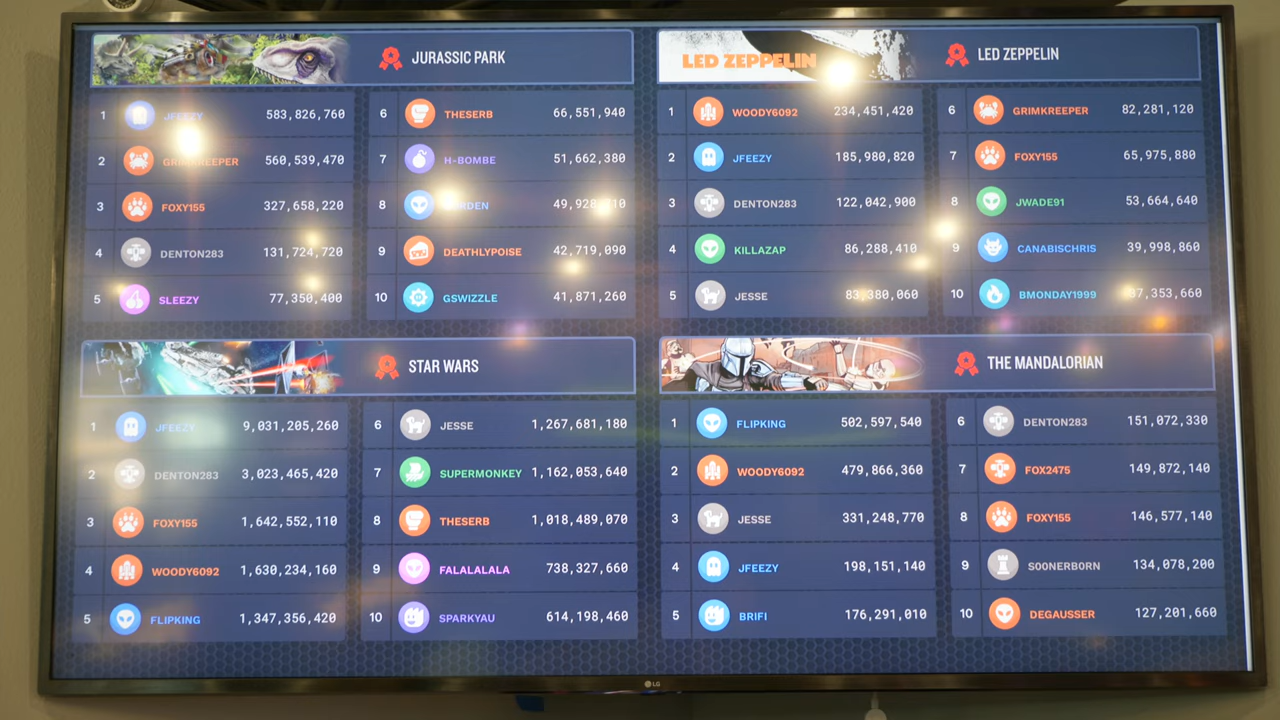 JURASSIC PARK
1 JFEEZY 583,826,760
2 GRIMKREEPER 560,539,470
3 FOXY155 327,658,220
4 DENTON283 131,724,720
5 SLEEZY 77,350,400
6 THESERB 66,551,940
7 H-BOMBE 51,662,380
8
9 DEATHLYPOISE 42,719,090
10 GSWIZZLE 41,871,260
LED ZEPPELIN
LED ZEPPELIN
1 WOODY6092 234,451,420
2 JFEEZY 185,980,820
3 DENTON283 122,042,900
4 KILLAZAP 86,288,410
5 JESSE 83,380,060
6 GRIMKREEPER 82,281,120
7 FOXY155 65,975,880
8 JWADE91 53,664,640
9 CANABISCHRIS 39,998,860
10 BMONDAY1999
STAR WARS
1 JFEEZY 9,031,205,260
2 DENTON283 3,023,465,420
3 FOXY155 1,642,552,110
4 WOODY6092 1,630,234,160
5 FLIPKING 1,347,356,420
6 JESSE 1,267,681,180
7 SUPERMONKEY 1,162,053,640
8 THESERB 1,018,489,070
9 FALALALALA 738,327,660
10 SPARKYAU 614,198,460
THE MANDALORIAN
1 FLIPKING 502,597,540
2 WOODY6092 479,866,360
3 JESSE 331,248,770
4 JFEEZY 198,151,140
5 BRIFI 176,291,010
6 DENTON283 151,072,330
7 FOX2475 149,872,140
8 FOXY155 146,577,140
9 S00NERB0RN 134,078,200
10 DEGAUSSER 127,201,660
LG